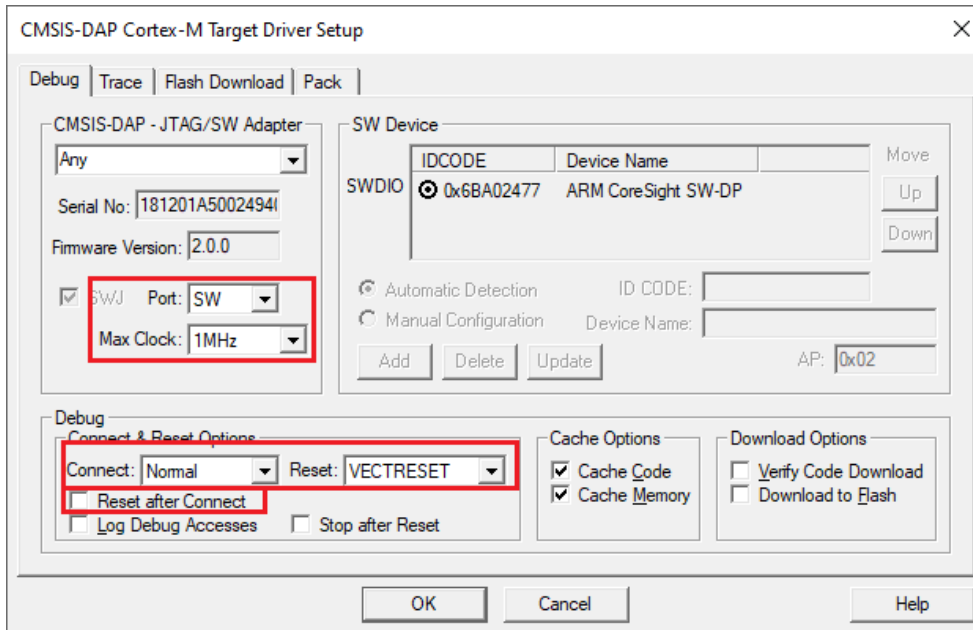 CMSIS-DAP Cortex-M Target Driver Setup
Debug Trace Flash Download Pack
CMSIS-DAP - JTAG/SW Adapter
Any
Serial No: 181201A50024940
Firmware Version: 2.0.0
SWJ Port: SW
Max Clock: 1MHz
SW Device
IDCODE Device Name
SWDIO 0x6BA02477 ARM CoreSight SW-DP
Move
Up
Down
Automatic Detection ID CODE:
Manual Configuration Device Name:
Add Delete Update AP: 0x02
Debug
Connect & Reset Options
Connect: Normal Reset: VECTRESET
Reset after Connect
Log Debug Accesses Stop after Reset
Cache Options
Cache Code
Cache Memory
Download Options
Verify Code Download
Download to Flash
OK Cancel Help